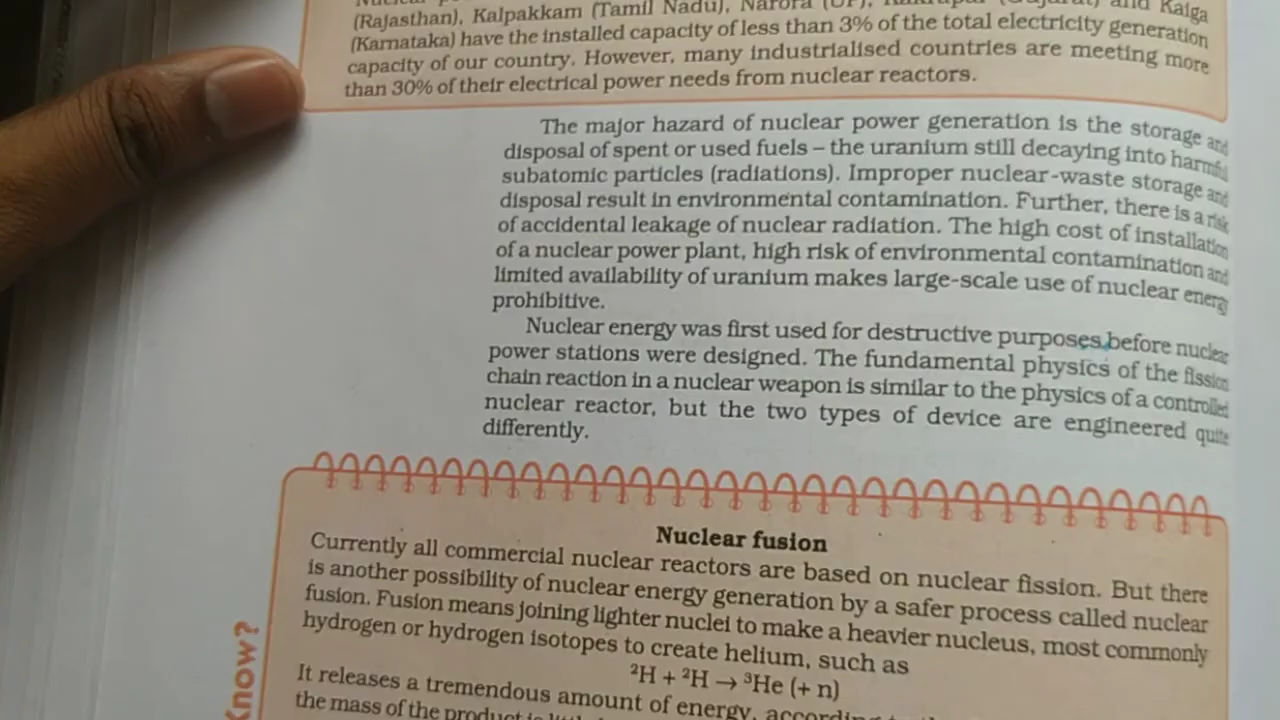 (Rajasthan), Kalpakkam (Tamil Nadu), Narora (UP), and Kaiga
(Karnataka) have the installed capacity of less than 3% of the total electricity generation
capacity of our country. However, many industrialised countries are meeting more
than 30% of their electrical power needs from nuclear reactors.
The major hazard of nuclear power generation is the storage and
disposal of spent or used fuels – the uranium still decaying into harmful
subatomic particles (radiations). Improper nuclear-waste storage and
disposal result in environmental contamination. Further, there is a risk
of accidental leakage of nuclear radiation. The high cost of installation
of a nuclear power plant, high risk of environmental contamination and
limited availability of uranium makes large-scale use of nuclear energy
prohibitive.
Nuclear energy was first used for destructive purposes before nuclear
power stations were designed. The fundamental physics of the fission
chain reaction in a nuclear weapon is similar to the physics of a controlled
nuclear reactor, but the two types of device are engineered quite
differently.
Nuclear fusion
Currently all commercial nuclear reactors are based on nuclear fission. But there
is another possibility of nuclear energy generation by a safer process called nuclear
fusion. Fusion means joining lighter nuclei to make a heavier nucleus, most commonly
hydrogen or hydrogen isotopes to create helium, such as
²H + ²H → ³He (+ n)
It releases a tremendous amount of energy, according
the mass of the product is
Know?